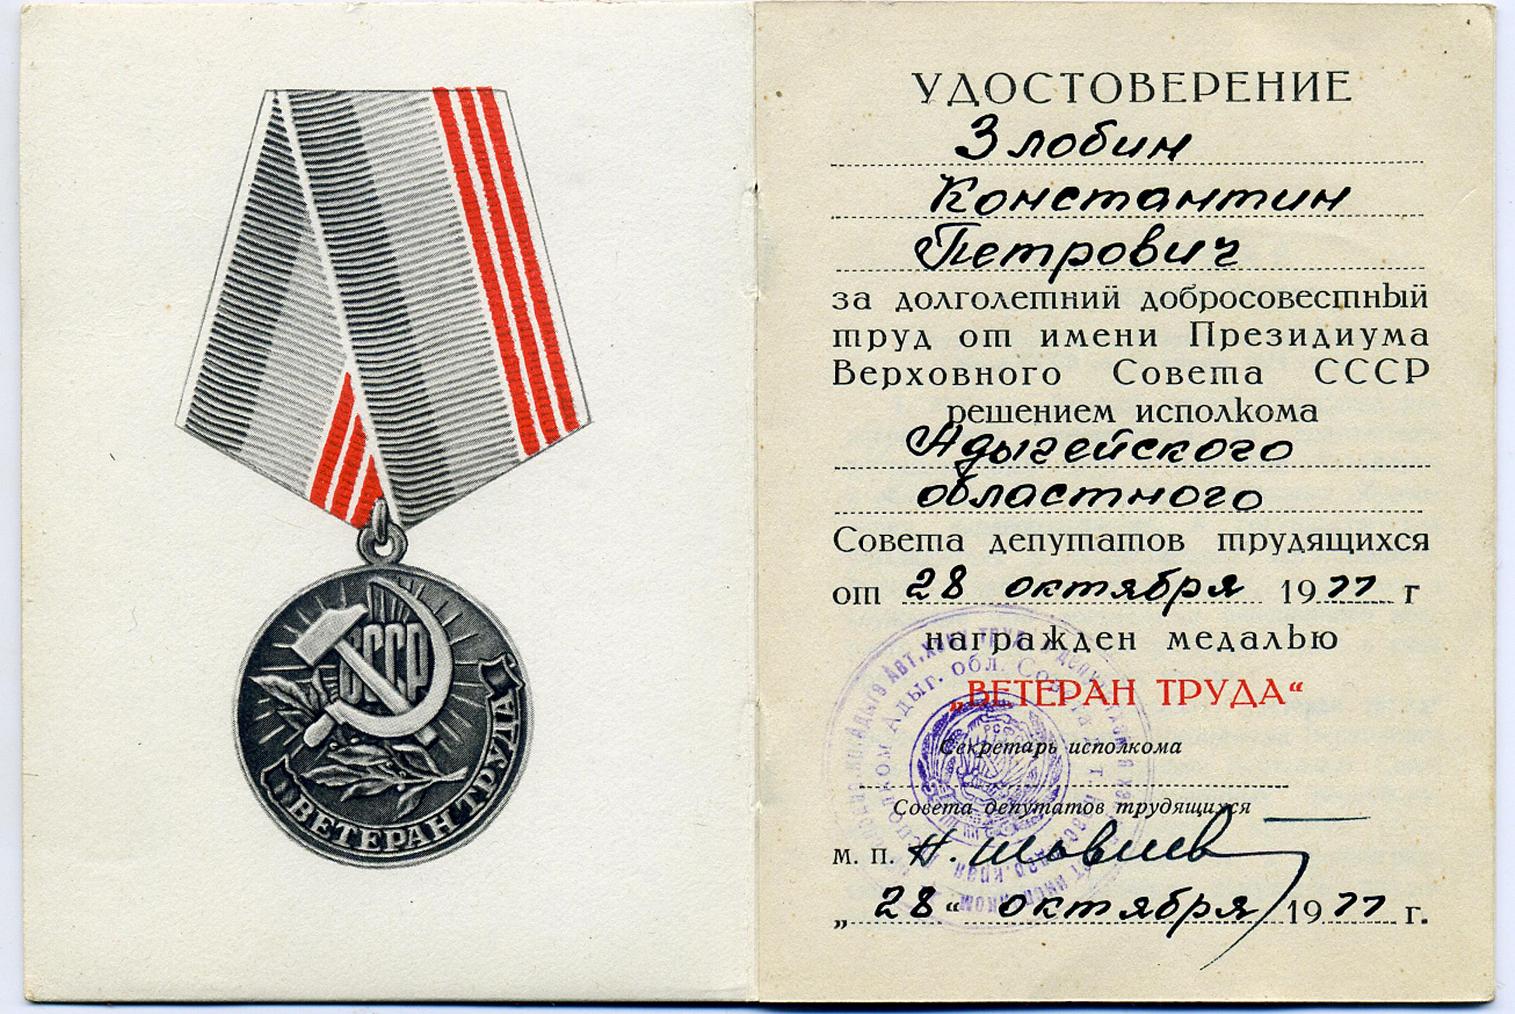 СССР
ВЕТЕРАН ТРУДА
УДОСТОВЕРЕНИЕ
Злобин
Константин
Петрович
за долголетний добросовестный
труд от имени Президиума
Верховного Совета СССР
решением исполкома
Адыгейского
областного
Совета депутатов трудящихся
от 28 октября 1977 г
награжден медалью
„ВЕТЕРАН ТРУДА“
Секретарь исполкома
Совета депутатов трудящихся
м. п.
„28“ октября 1977 г.